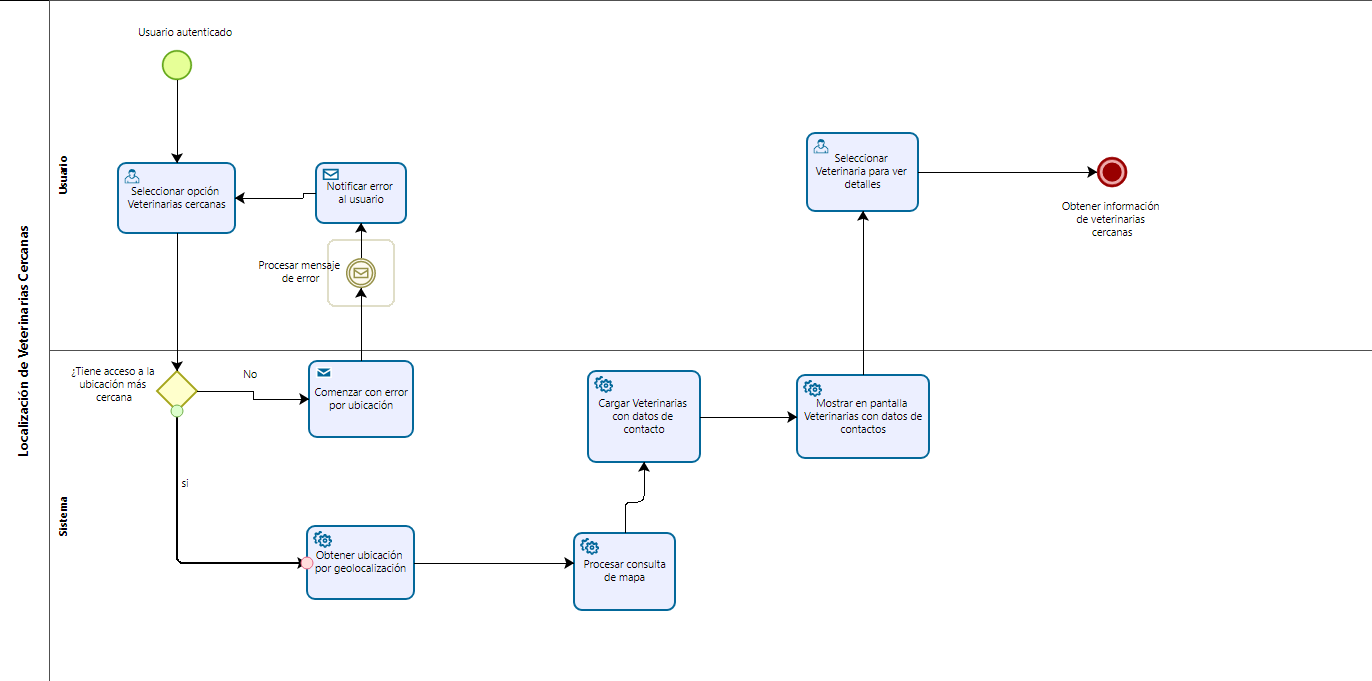 Localización de Veterinarias Cercanas
Usuario
Usuario autenticado
Seleccionar opción
Veterinarias cercanas
Notificar error
al usuario
Procesar mensaje
de error
Seleccionar
Veterinaria para ver
detalles
Obtener información
de veterinarias
cercanas
Sistema
¿Tiene acceso a la
ubicación más
cercana
No
si
Comenzar con error
por ubicación
Obtener ubicación
por geolocalización
Procesar consulta
de mapa
Cargar Veterinarias
con datos de
contacto
Mostrar en pantalla
Veterinarias con datos de
contactos